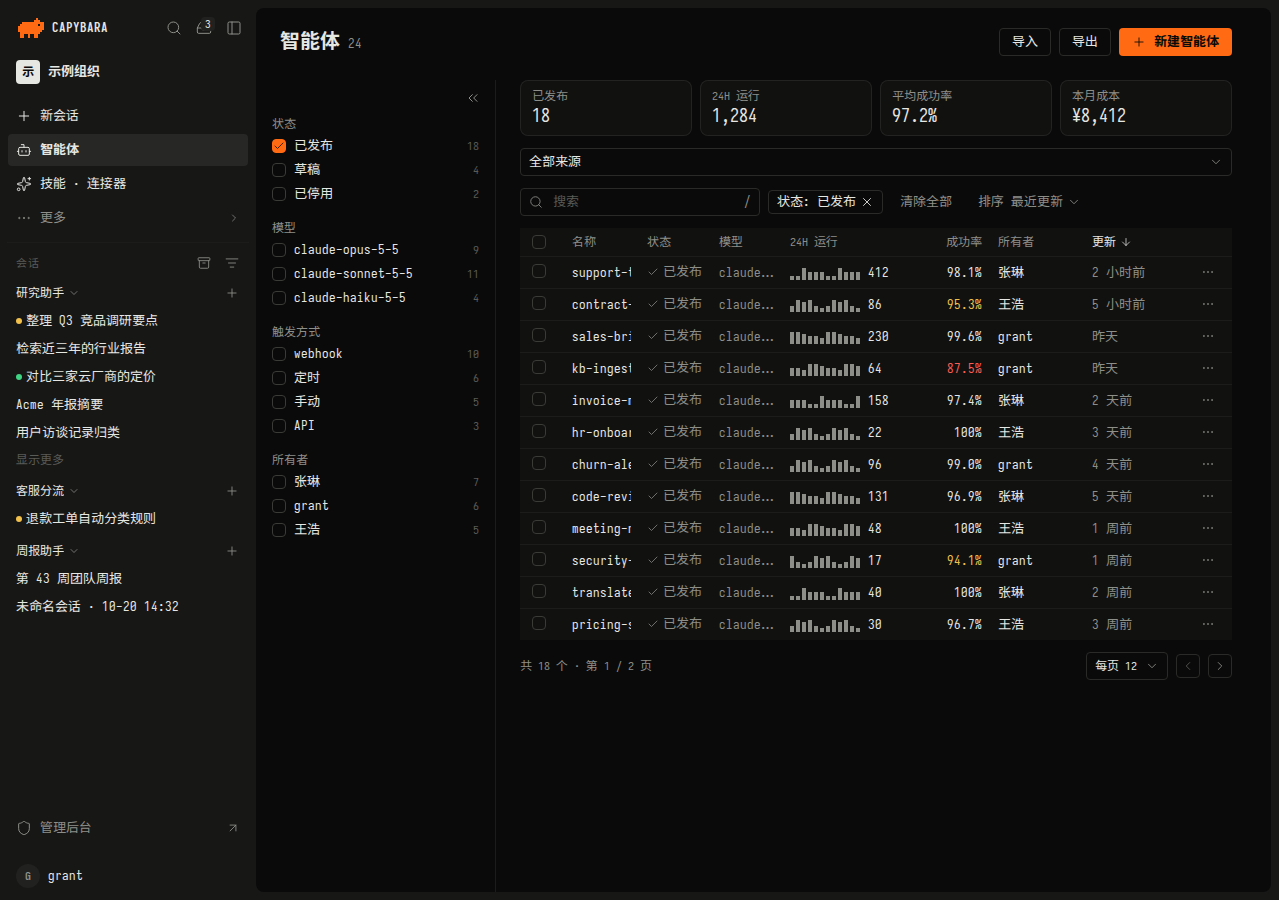 CAPYBARA
3
示 示例组织
新会话
智能体
技能 · 连接器
更多
会话
研究助手
整理 Q3 竞品调研要点
检索近三年的行业报告
对比三家云厂商的定价
Acme 年报摘要
用户访谈记录归类
显示更多
客服分流
退款工单自动分类规则
周报助手
第 43 周团队周报
未命名会话 · 10-20 14:32
管理后台
G grant
智能体 24
导入
导出
新建智能体
状态
已发布 18
草稿 4
已停用 2
模型
claude-opus-5-5 9
claude-sonnet-5-5 11
claude-haiku-5-5 4
触发方式
webhook 10
定时 6
手动 5
API 3
所有者
张琳 7
grant 6
王浩 5
已发布
18
24H 运行
1,284
平均成功率
97.2%
本月成本
¥8,412
全部来源
搜索 /
状态: 已发布
清除全部
排序 最近更新
名称 状态 模型 24H 运行 成功率 所有者 更新
support-t 已发布 claude... 412 98.1% 张琳 2 小时前
contract- 已发布 claude... 86 95.3% 王浩 5 小时前
sales-bri 已发布 claude... 230 99.6% grant 昨天
kb-ingest 已发布 claude... 64 87.5% grant 昨天
invoice-r 已发布 claude... 158 97.4% 张琳 2 天前
hr-onboar 已发布 claude... 22 100% 王浩 3 天前
churn-ale 已发布 claude... 96 99.0% grant 4 天前
code-revi 已发布 claude... 131 96.9% 张琳 5 天前
meeting-n 已发布 claude... 48 100% 王浩 1 周前
security- 已发布 claude... 17 94.1% grant 1 周前
translate 已发布 claude... 40 100% 张琳 2 周前
pricing-s 已发布 claude... 30 96.7% 王浩 3 周前
共 18 个 · 第 1 / 2 页
每页 12